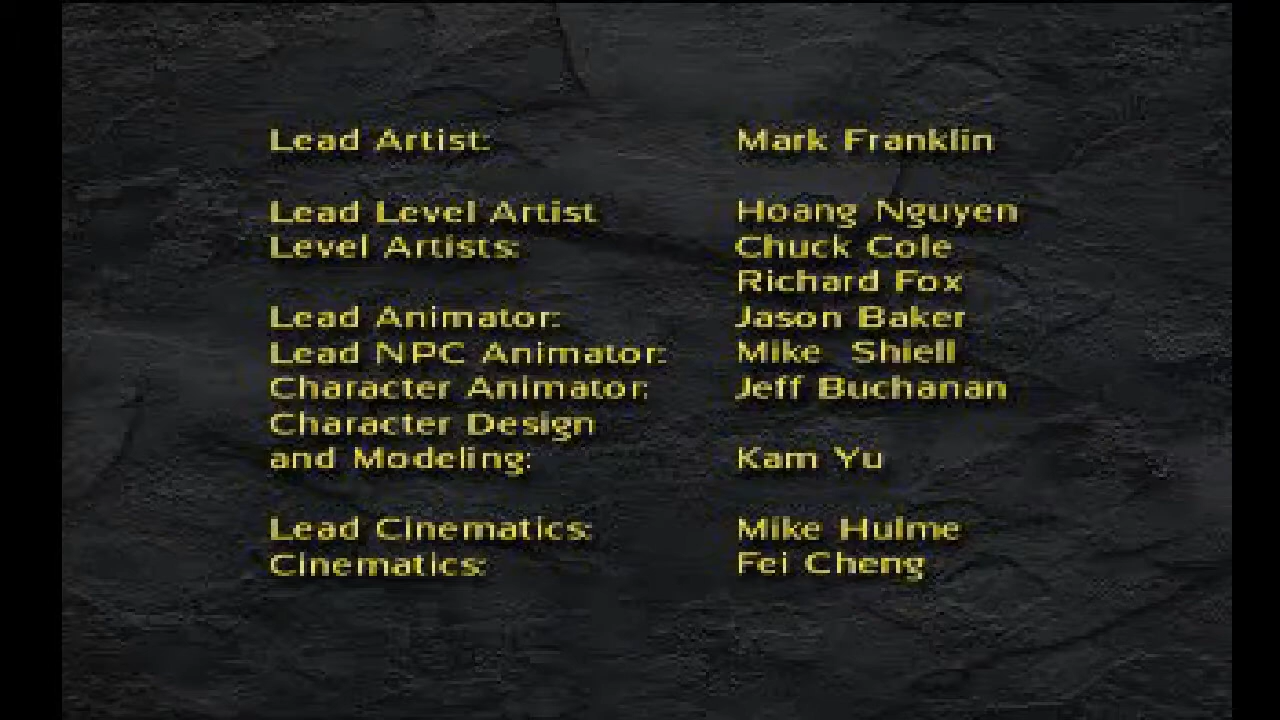 Lead Artist: Mark Franklin
Lead Level Artist Hoang Nguyen
Level Artists: Chuck Cole
Richard Fox
Lead Animator: Jason Baker
Lead NPC Animator: Mike Shiell
Character Animator: Jeff Buchanan
Character Design
and Modeling: Kam Yu
Lead Cinematics: Mike Hulme
Cinematics: Fei Cheng